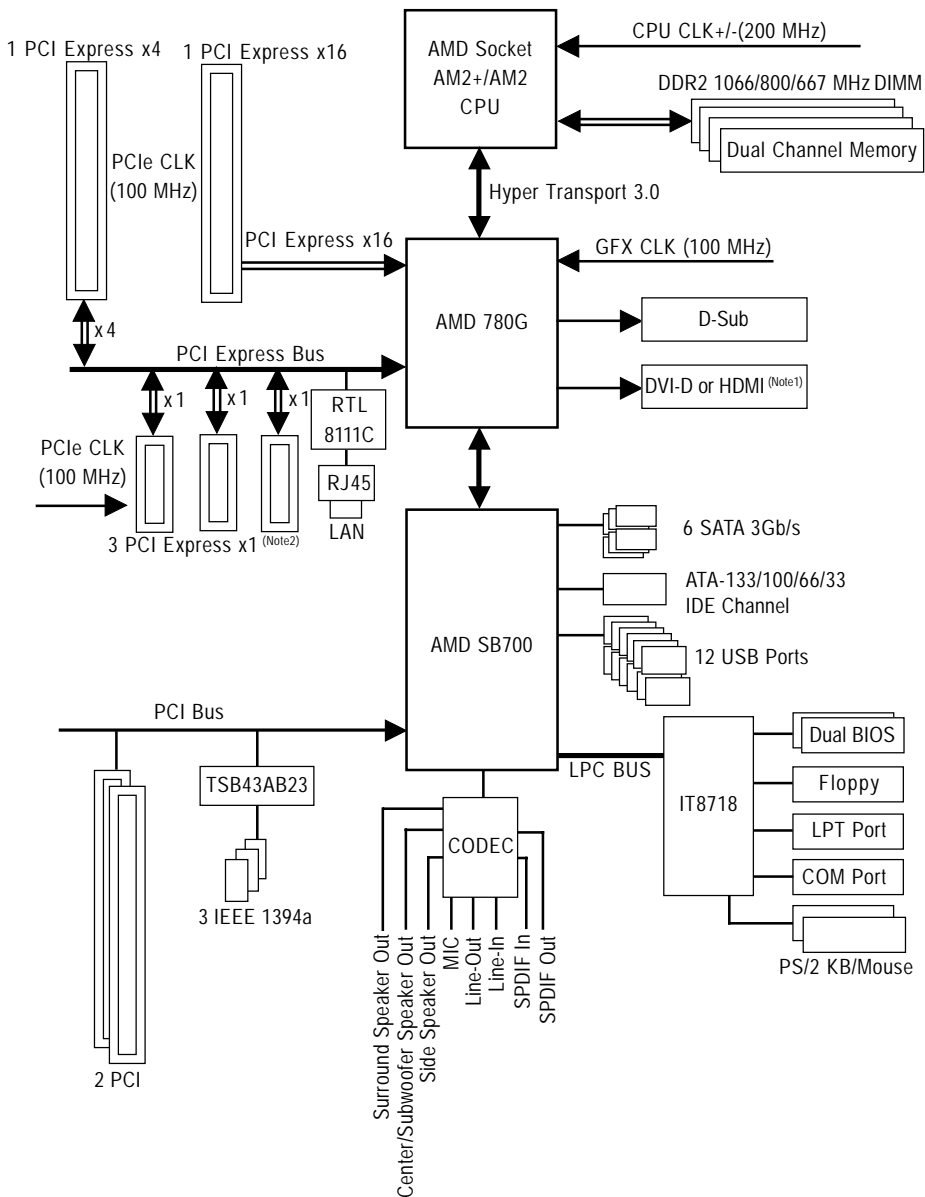 1 PCI Express x4
1 PCI Express x16
AMD Socket
AM2+/AM2
CPU
CPU CLK+/-(200 MHz)
DDR2 1066/800/667 MHz DIMM
Dual Channel Memory
PCIe CLK
(100 MHz)
Hyper Transport 3.0
PCI Express x16
GFX CLK (100 MHz)
AMD 780G
D-Sub
x4
PCI Express Bus
DVI-D or HDMI (Note1)
x1
x1
x1
RTL
8111C
PCIe CLK
(100 MHz)
RJ45
LAN
3 PCI Express x1 (Note2)
6 SATA 3Gb/s
ATA-133/100/66/33
IDE Channel
AMD SB700
12 USB Ports
PCI Bus
LPC BUS
Dual BIOS
TSB43AB23
IT8718
Floppy
LPT Port
CODEC
COM Port
3 IEEE 1394a
PS/2 KB/Mouse
Surround Speaker Out
Center/Subwoofer Speaker Out
Side Speaker Out
MIC
Line-Out
Line-In
SPDIF In
SPDIF Out
2 PCI